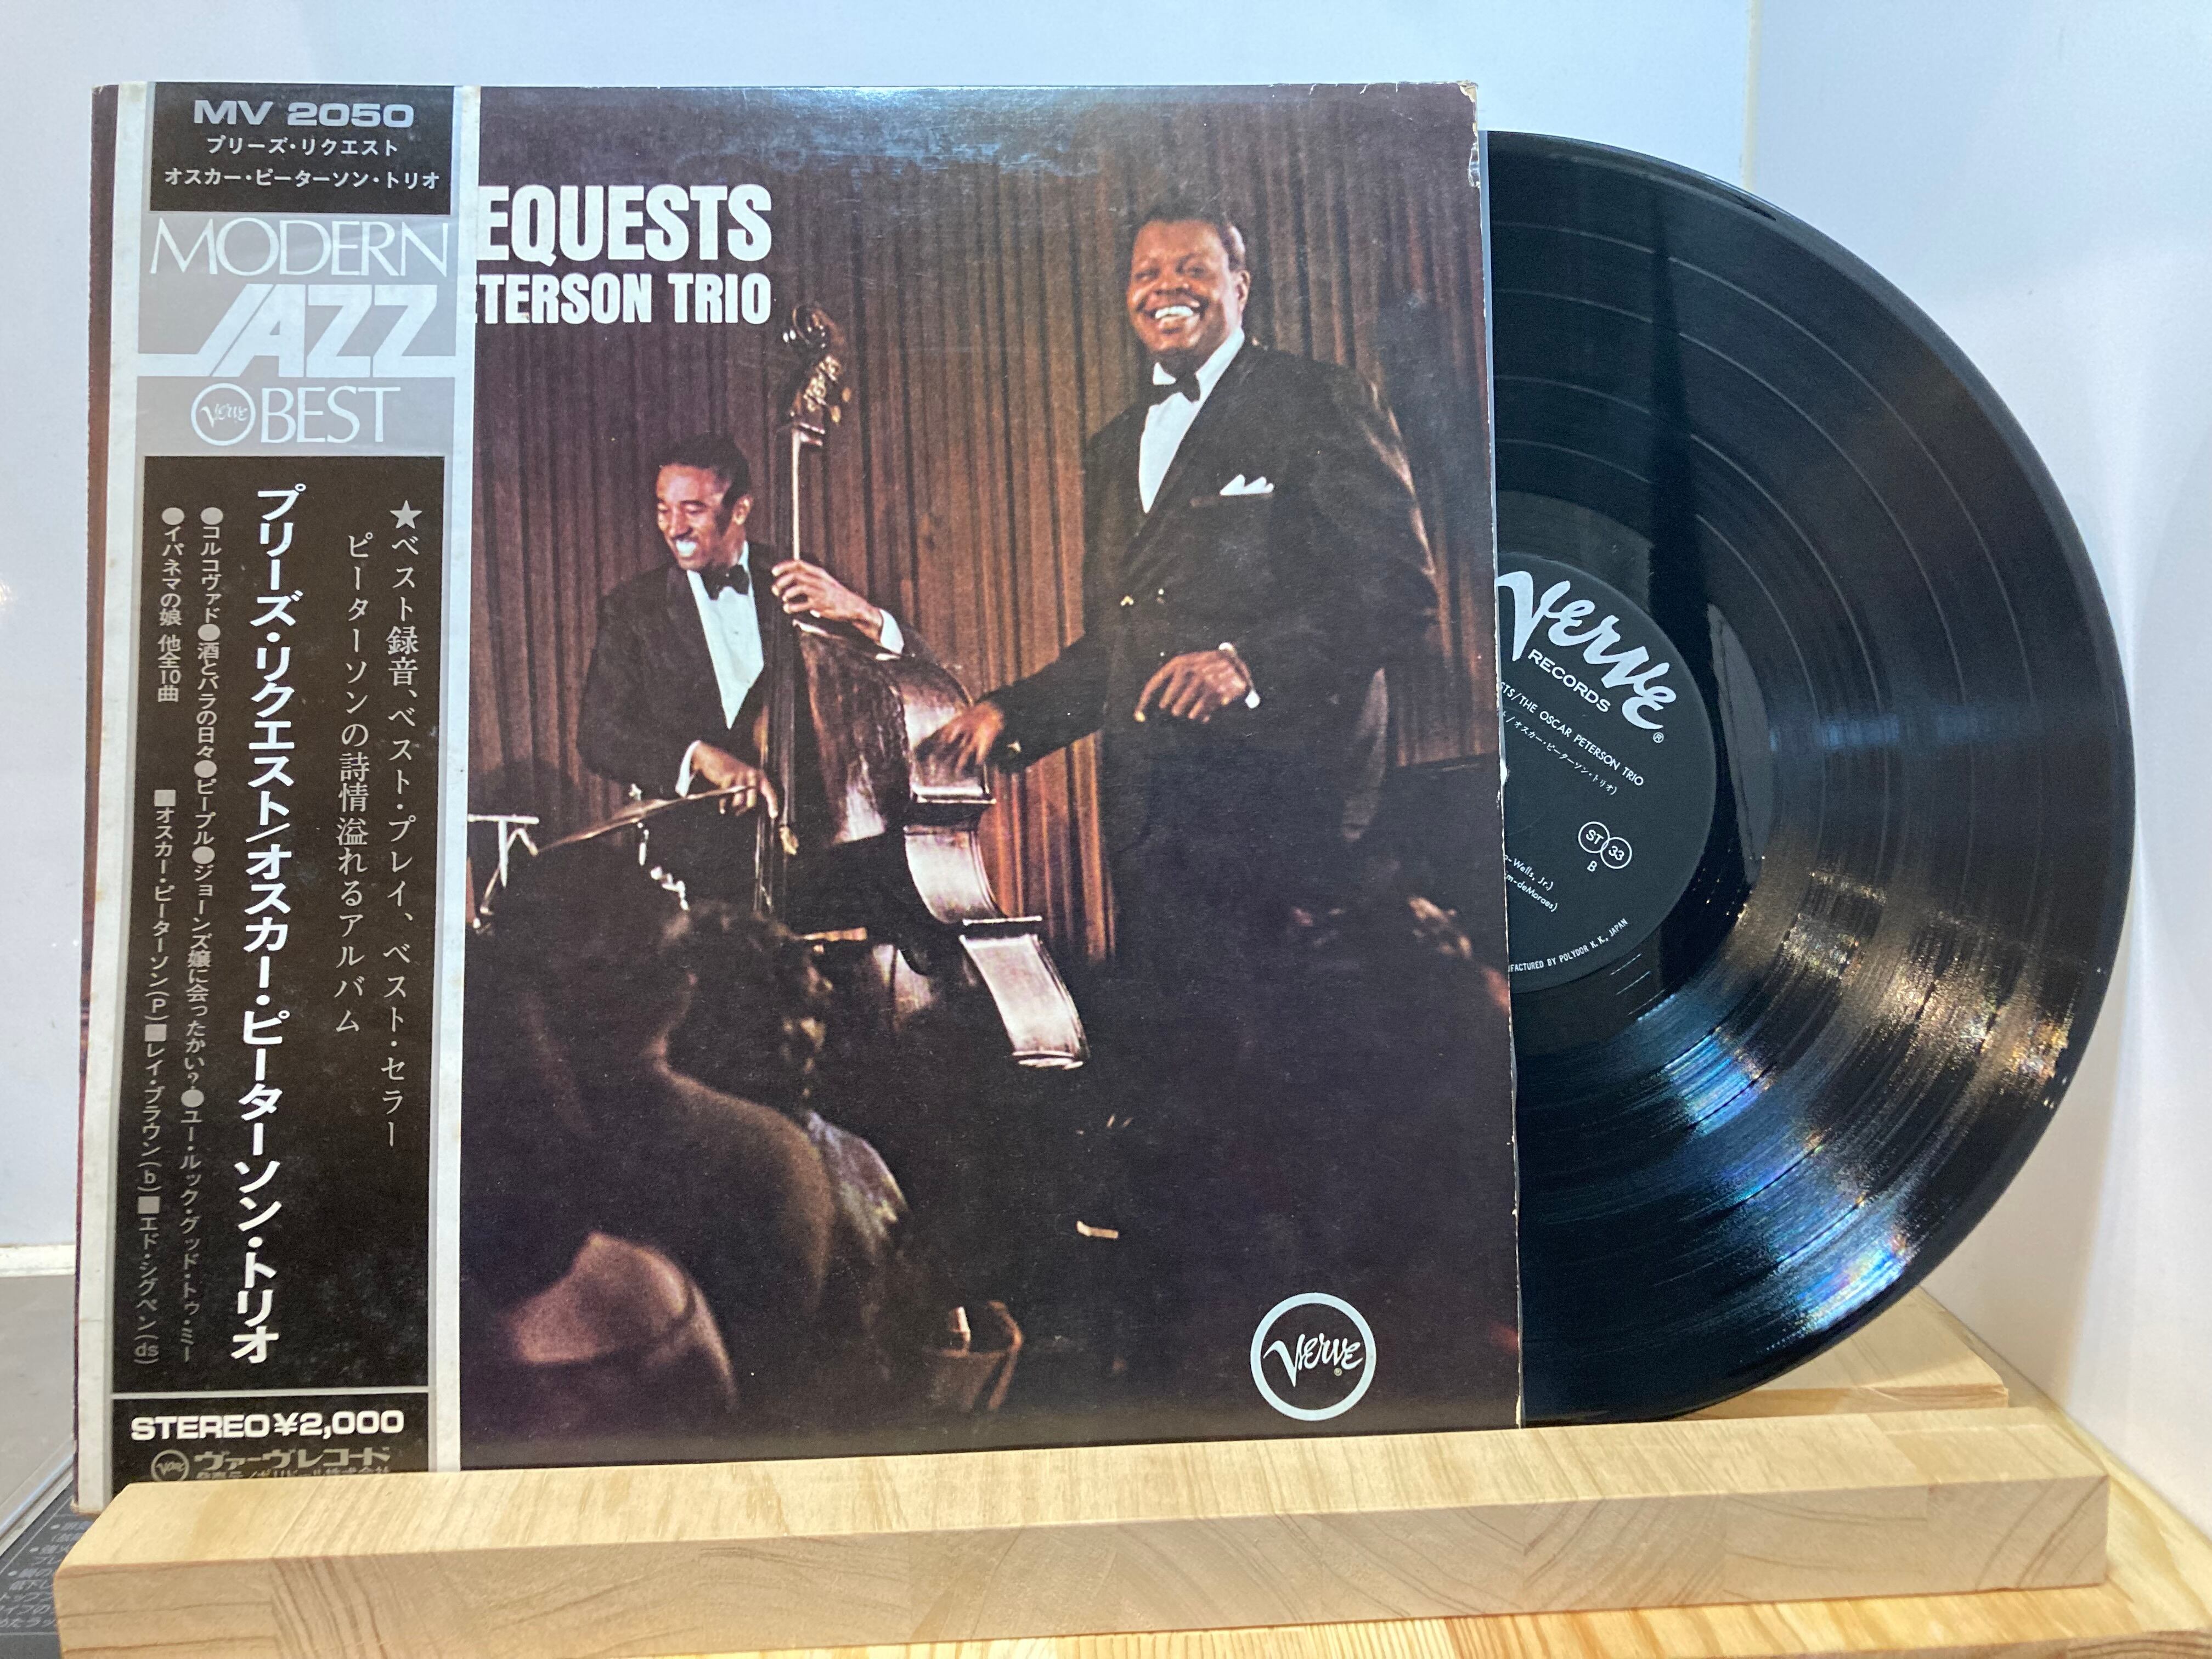 MV 2050
プリーズ・リクエスト
オスカー・ピーターソン・トリオ
MODERN
JAZZ
Verve BEST
★ベスト録音、ベスト・プレイ、ベスト・セラー
ピーターソンの詩情溢れるアルバム
プリーズ・リクエスト/オスカー・ピーターソン・トリオ
●コルコヴァド●酒とバラの日々●ピープル●ジョーンズ嬢に会ったかい?●ユー・ルック・グッド・トゥ・ミー
●イパネマの娘 他全10曲
■オスカー・ピーターソン(P)■レイ・ブラウン(b)■エド・シグペン(ds)
STEREO ¥2,000
Verve ヴァーヴレコード
EQUESTS
TERSON TRIO
Verve
Verve®
RECORDS
STS/THE OSCAR PETERSON TRIO
ト/オスカー・ピーターソン・トリオ)
ST 33
B
-Wells, Jr.)
m-deMoraes)
FACTURED BY POLYDOR K.K., JAPAN